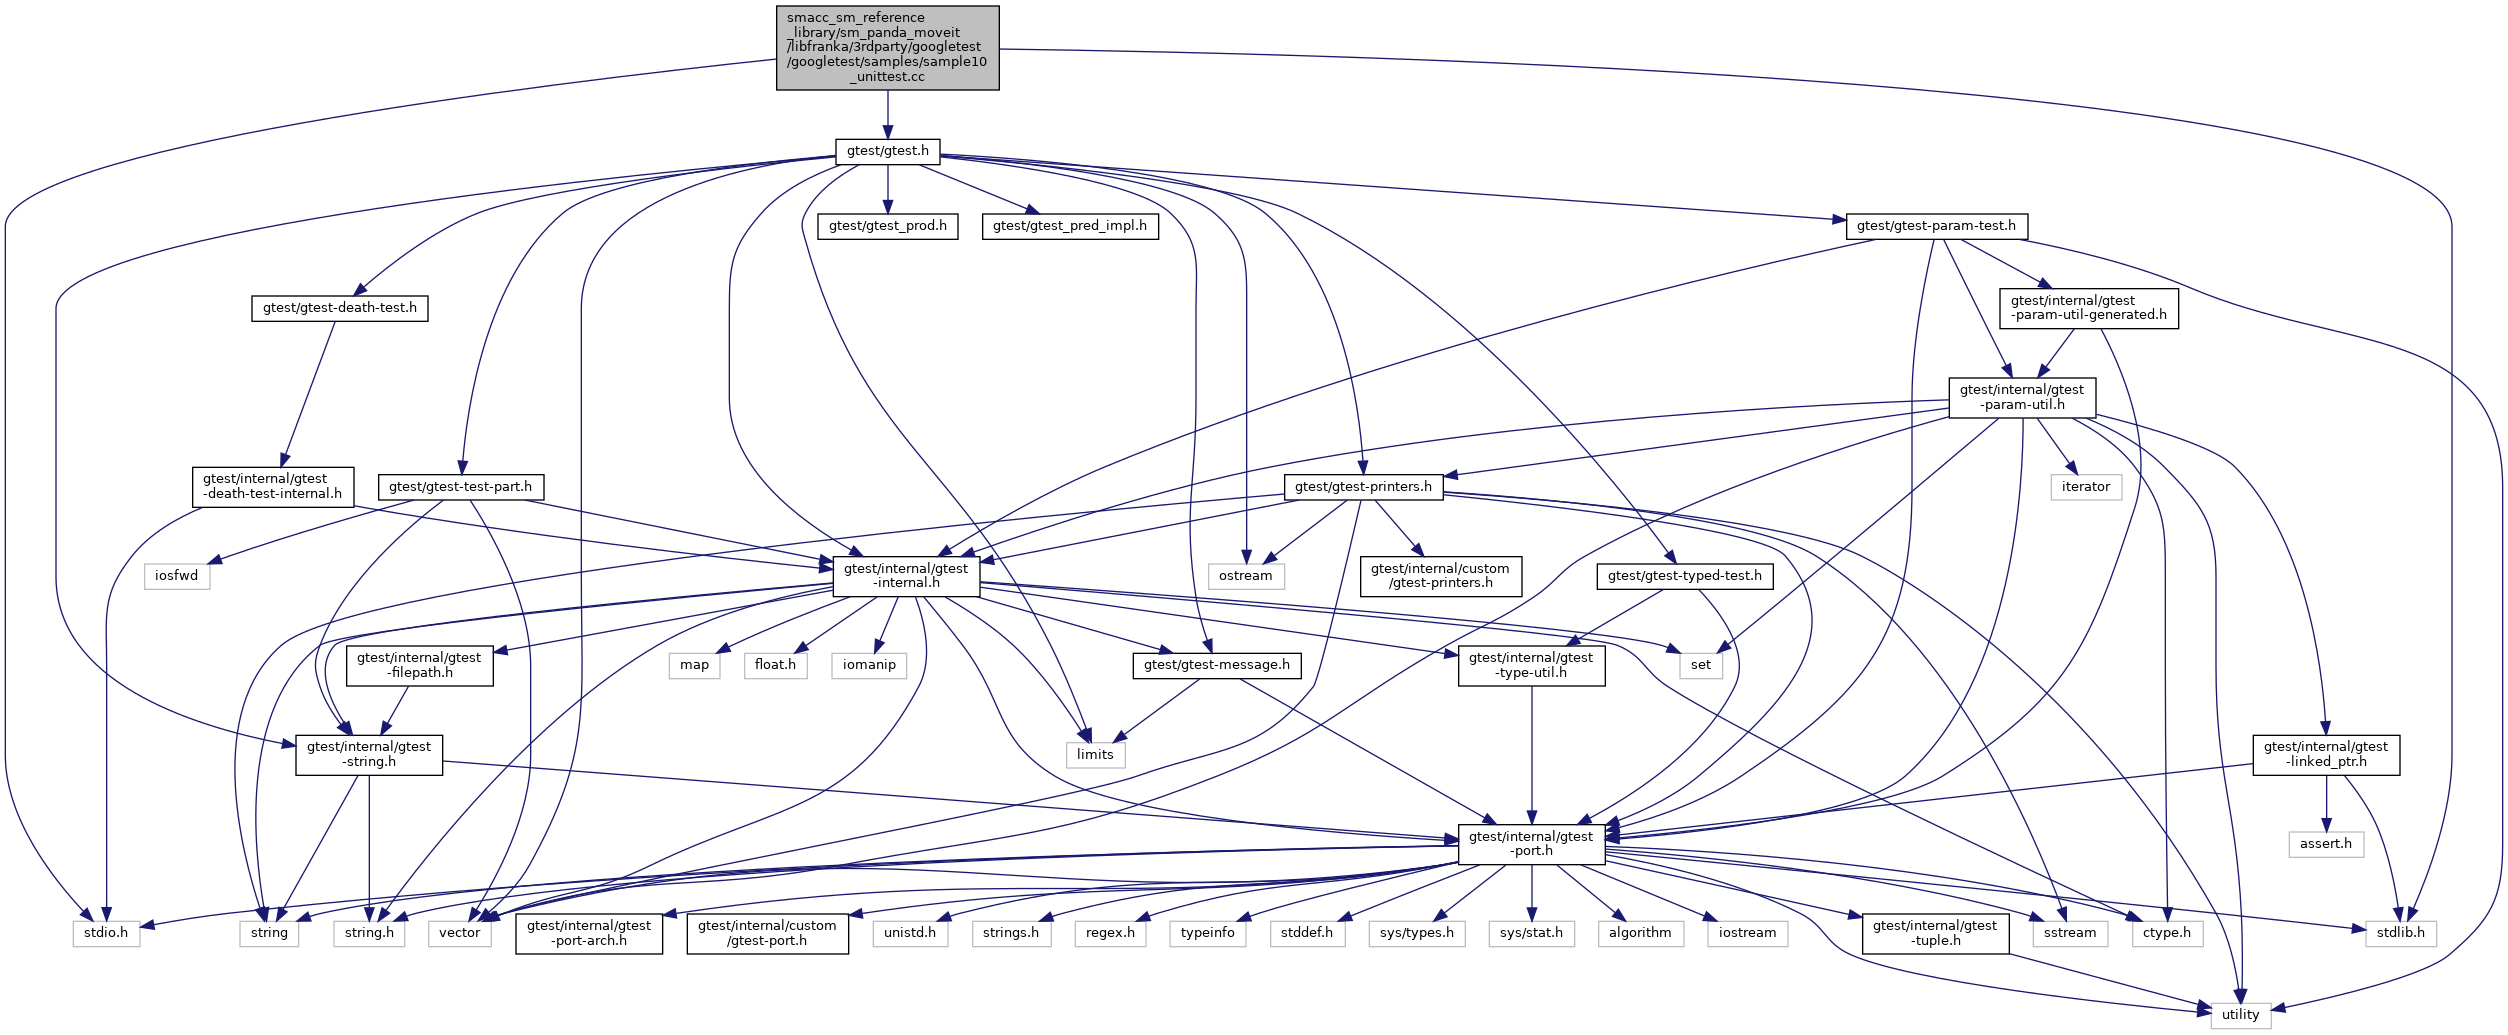 smacc_sm_reference
_library/sm_panda_moveit
/libfranka/3rdparty/googletest
/googletest/samples/sample10
_unittest.cc
gtest/gtest.h
gtest/gtest_prod.h
gtest/gtest_pred_impl.h
gtest/gtest-param-test.h
gtest/gtest-death-test.h
gtest/internal/gtest
-param-util-generated.h
gtest/internal/gtest
-param-util.h
gtest/internal/gtest
-death-test-internal.h
gtest/gtest-test-part.h
gtest/gtest-printers.h
iterator
iosfwd
gtest/internal/gtest
-internal.h
ostream
gtest/internal/custom
/gtest-printers.h
gtest/gtest-typed-test.h
gtest/internal/gtest
-filepath.h
map
float.h
iomanip
gtest/gtest-message.h
gtest/internal/gtest
-type-util.h
set
gtest/internal/gtest
-string.h
limits
gtest/internal/gtest
-linked_ptr.h
gtest/internal/gtest
-port.h
assert.h
stdio.h
string
string.h
vector
gtest/internal/gtest
-port-arch.h
gtest/internal/custom
/gtest-port.h
unistd.h
strings.h
regex.h
typeinfo
stddef.h
sys/types.h
sys/stat.h
algorithm
iostream
gtest/internal/gtest
-tuple.h
sstream
ctype.h
stdlib.h
utility